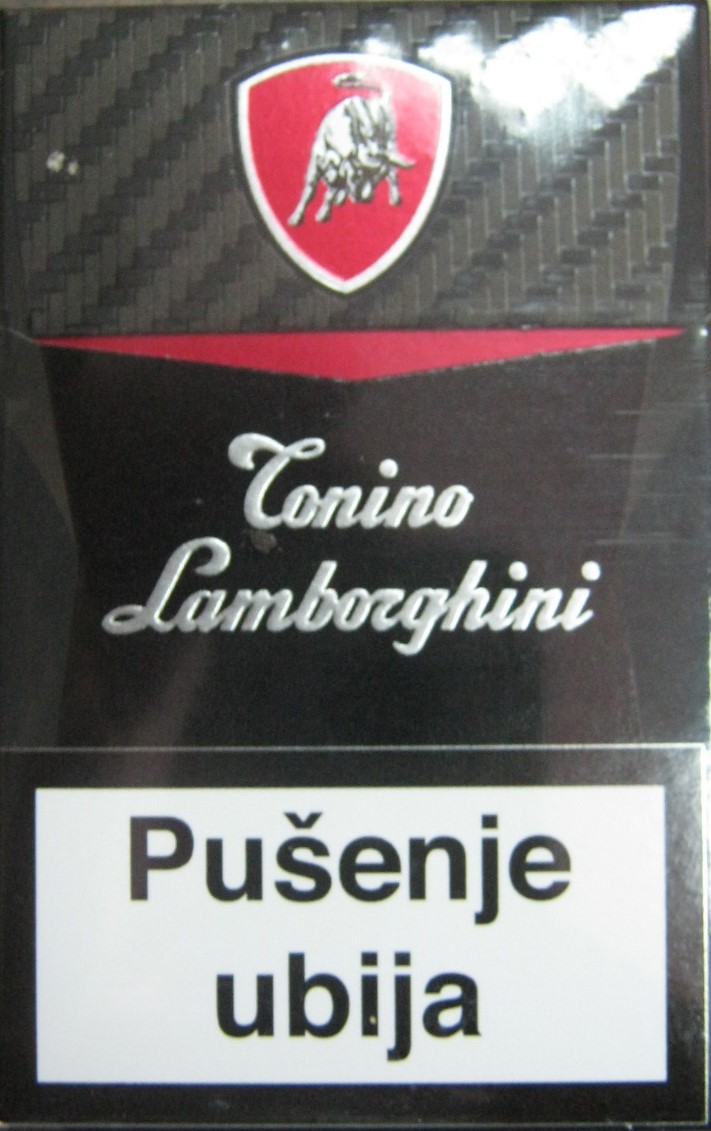 Tonino
Lamborghini
Pušenje
ubija